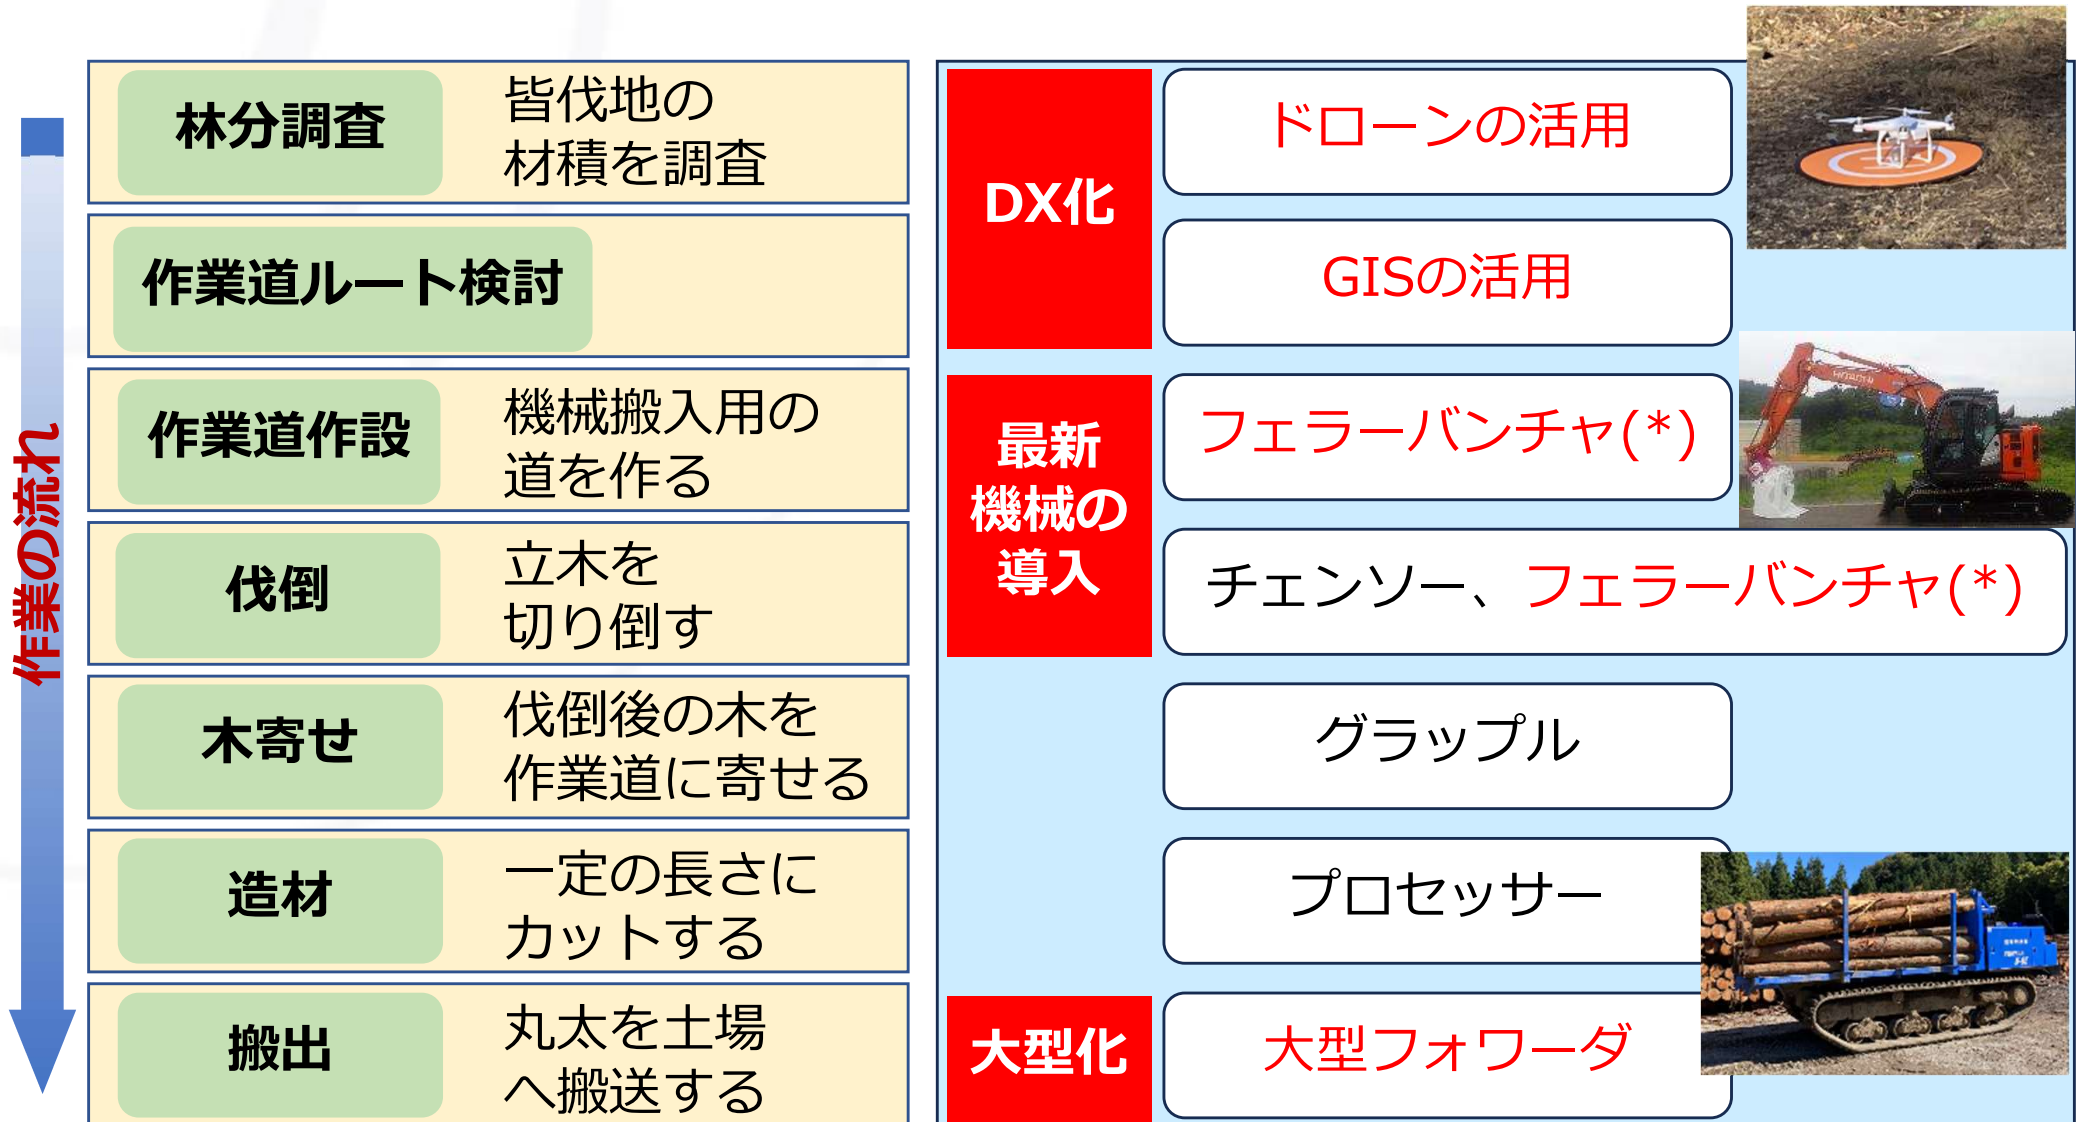 作業の流れ
林分調査
皆伐地の
材積を調査
作業道ルート検討
作業道作設
機械搬入用の
道を作る
伐倒
立木を
切り倒す
木寄せ
伐倒後の木を
作業道に寄せる
造材
一定の長さに
カットする
搬出
丸太を土場
へ搬送する
DX化
ドローンの活用
GISの活用
最新
機械の
導入
フェラーバンチャ(*)
チェンソー、フェラーバンチャ(*)
グラップル
プロセッサー
大型化
大型フォワーダ
HITACHI